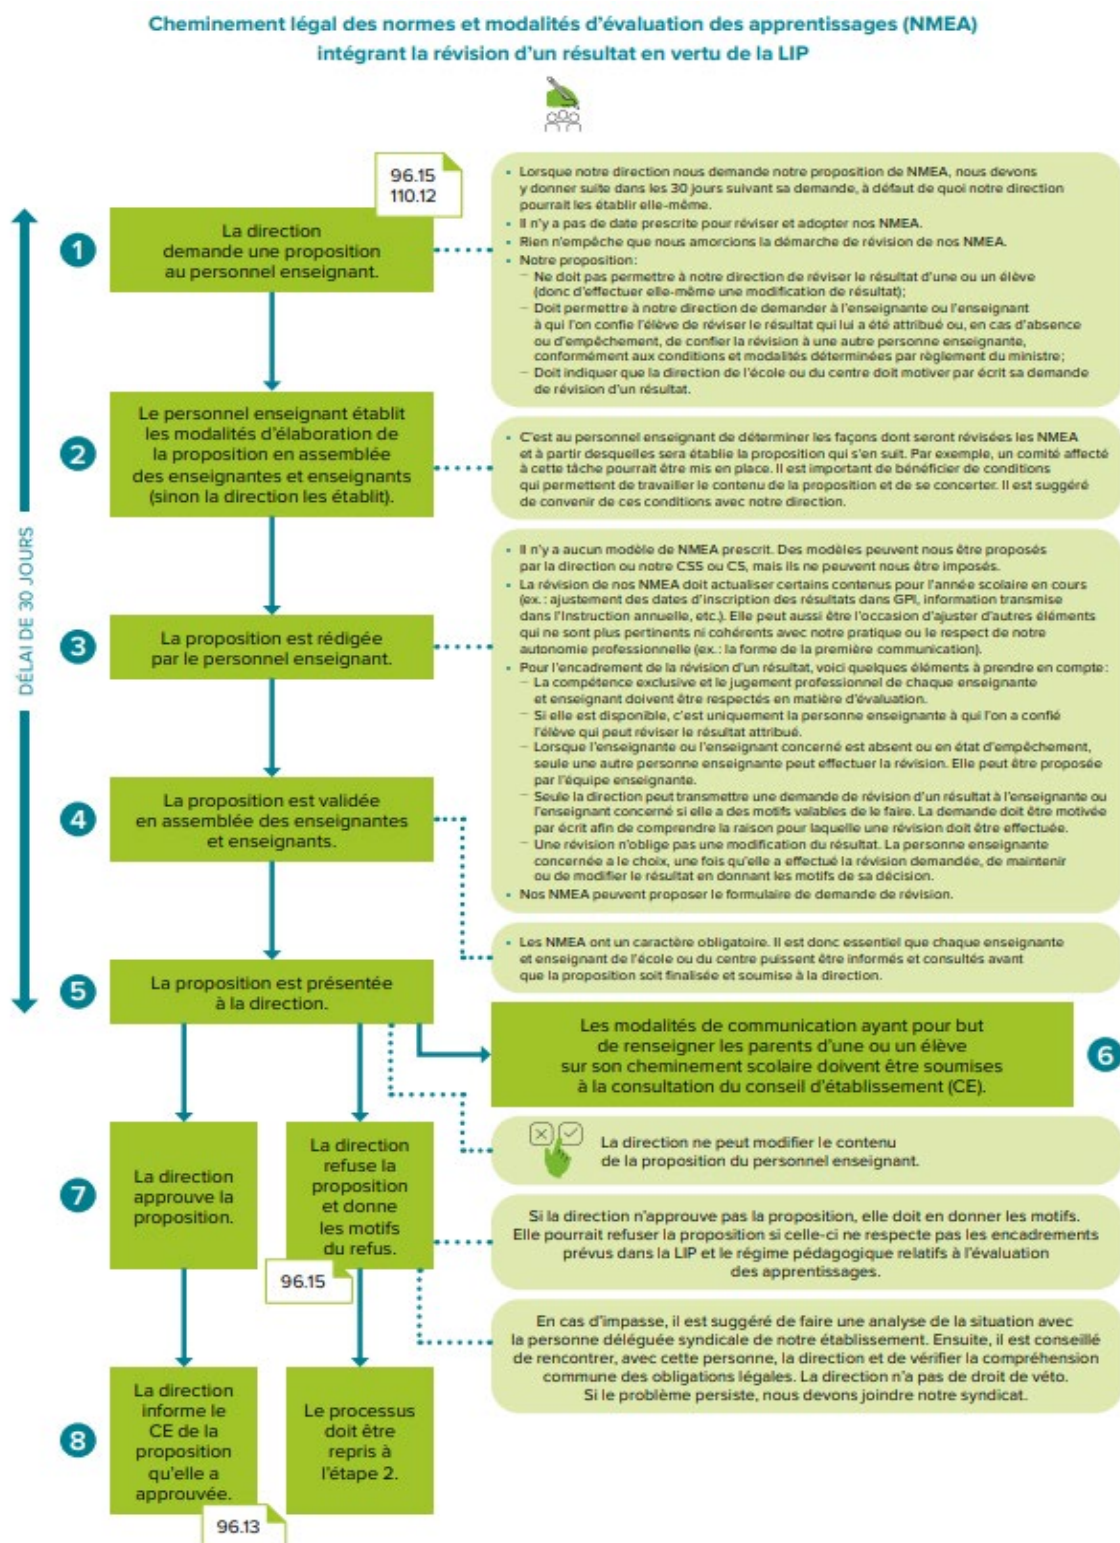 Cheminement légal des normes et modalités d'évaluation des apprentissages (NMEA)
intégrant la révision d'un résultat en vertu de la LIP
96.15
110.12
DÉLAI DE 30 JOURS
1
La direction
demande une proposition
au personnel enseignant.
• Lorsque notre direction nous demande notre proposition de NMEA, nous devons
y donner suite dans les 30 jours suivant sa demande, à défaut de quoi notre direction
pourrait les établir elle-même.
• Il n'y a pas de date prescrite pour réviser et adopter nos NMEA.
• Rien n'empêche que nous amorcions la démarche de révision de nos NMEA.
• Notre proposition :
– Ne doit pas permettre à notre direction de réviser le résultat d'une ou un élève
(donc d'effectuer elle-même une modification de résultat);
– Doit permettre à notre direction de demander à l'enseignante ou l'enseignant
à qui l'on confie l'élève de réviser le résultat qui lui a été attribué ou, en cas d'absence
ou d'empêchement, de confier la révision à une autre personne enseignante,
conformément aux conditions et modalités déterminées par règlement du ministre;
– Doit indiquer que la direction de l'école ou du centre doit motiver par écrit sa demande
de révision d'un résultat.
2
Le personnel enseignant établit
les modalités d'élaboration de
la proposition en assemblée
des enseignantes et enseignants
(sinon la direction les établit).
• C'est au personnel enseignant de déterminer les façons dont seront révisées les NMEA
et à partir desquelles sera établie la proposition qui s'en suit. Par exemple, un comité affecté
à cette tâche pourrait être mis en place. Il est important de bénéficier de conditions
qui permettent de travailler le contenu de la proposition et de se concerter. Il est suggéré
de convenir de ces conditions avec notre direction.
3
La proposition est rédigée
par le personnel enseignant.
• Il n'y a aucun modèle de NMEA prescrit. Des modèles peuvent nous être proposés
par la direction ou notre CSS ou CS, mais ils ne peuvent nous être imposés.
• La révision de nos NMEA doit actualiser certains contenus pour l'année scolaire en cours
(ex. : ajustement des dates d'inscription des résultats dans GPI, information transmise
dans l'Instruction annuelle, etc.). Elle peut aussi être l'occasion d'ajuster d'autres éléments
qui ne sont plus pertinents ni cohérents avec notre pratique ou le respect de notre
autonomie professionnelle (ex. : la forme de la première communication).
• Pour l'encadrement de la révision d'un résultat, voici quelques éléments à prendre en compte :
– La compétence exclusive et le jugement professionnel de chaque enseignante
et enseignant doivent être respectés en matière d'évaluation.
– Si elle est disponible, c'est uniquement la personne enseignante à qui l'on a confié
l'élève qui peut réviser le résultat attribué.
– Lorsque l'enseignante ou l'enseignant concerné est absent ou en état d'empêchement,
seule une autre personne enseignante peut effectuer la révision. Elle peut être proposée
par l'équipe enseignante.
– Seule la direction peut transmettre une demande de révision d'un résultat à l'enseignante ou
l'enseignant concerné si elle a des motifs valables de le faire. La demande doit être motivée
par écrit afin de comprendre la raison pour laquelle une révision doit être effectuée.
– Une révision n'oblige pas une modification du résultat. La personne enseignante
concernée a le choix, une fois qu'elle a effectué la révision demandée, de maintenir
ou de modifier le résultat en donnant les motifs de sa décision.
• Nos NMEA peuvent proposer le formulaire de demande de révision.
4
La proposition est validée
en assemblée des enseignantes
et enseignants.
• Les NMEA ont un caractère obligatoire. Il est donc essentiel que chaque enseignante
et enseignant de l'école ou du centre puissent être informés et consultés avant
que la proposition soit finalisée et soumise à la direction.
5
La proposition est présentée
à la direction.
Les modalités de communication ayant pour but
de renseigner les parents d'une ou un élève
sur son cheminement scolaire doivent être soumises
à la consultation du conseil d'établissement (CE).
6
La direction ne peut modifier le contenu
de la proposition du personnel enseignant.
7
La direction
approuve la
proposition.
La direction
refuse la
proposition
et donne
les motifs
du refus.
96.15
Si la direction n'approuve pas la proposition, elle doit en donner les motifs.
Elle pourrait refuser la proposition si celle-ci ne respecte pas les encadrements
prévus dans la LIP et le régime pédagogique relatifs à l'évaluation
des apprentissages.
En cas d'impasse, il est suggéré de faire une analyse de la situation avec
la personne déléguée syndicale de notre établissement. Ensuite, il est conseillé
de rencontrer, avec cette personne, la direction et de vérifier la compréhension
commune des obligations légales. La direction n'a pas de droit de véto.
Si le problème persiste, nous devons joindre notre syndicat.
8
La direction
informe le
CE de la
proposition
qu'elle a
approuvée.
96.13
Le processus
doit être
repris à
l'étape 2.